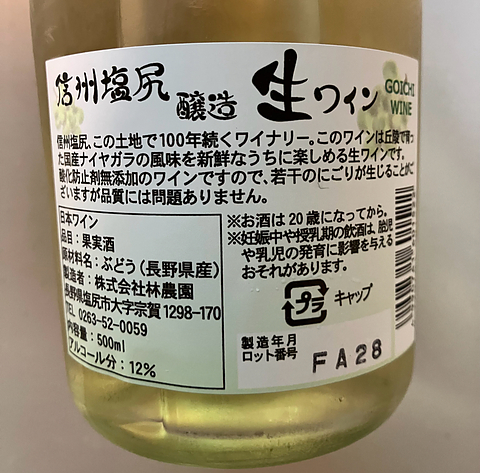 信州塩尻 醸造 生ワイン
GOICHI
WINE
信州塩尻、この土地で100年続くワイナリー。このワインは丘陵で育っ
た国産ナイヤガラの風味を新鮮なうちに楽しめる生ワインです。
酸化防止剤無添加のワインですので、若干のにごりが生じることがご
ざいますが品質には問題ありません。
日本ワイン
品目：果実酒
原材料名：ぶどう（長野県産）
製造者：株式会社林農園
長野県塩尻市大字宗賀1298-170
TEL 0263-52-0059
内容量：500ml
アルコール分：12%
※お酒は20歳になってから。
※妊娠中や授乳期の飲酒は、胎児
や乳児の発育に影響を与える
おそれがあります。
プラ キャップ
製造年月
ロット番号
FA28